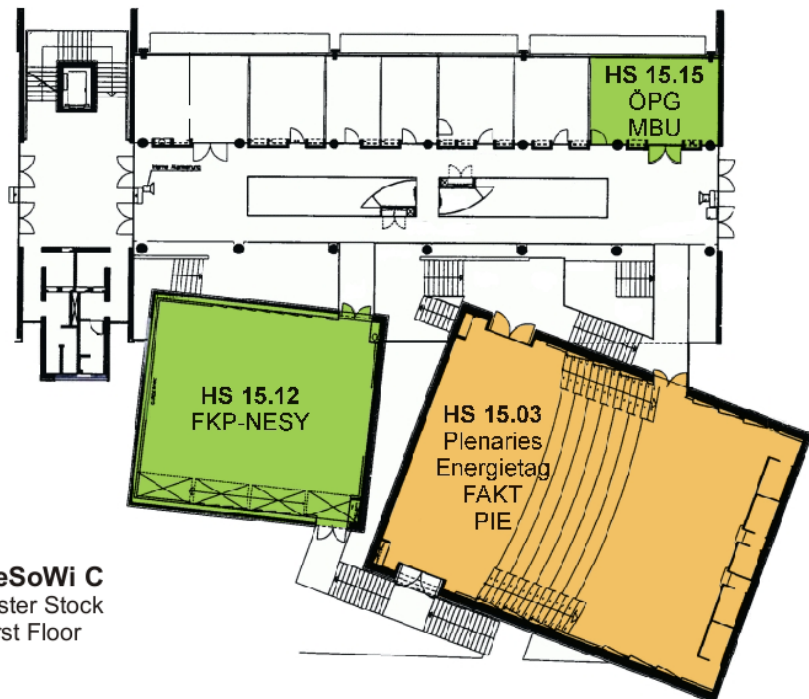 HS 15.15
ÖPG
MBU
HS 15.12
FKP-NESY
HS 15.03
Plenaries
Energietag
FAKT
PIE
eSoWi C
ster Stock
rst Floor